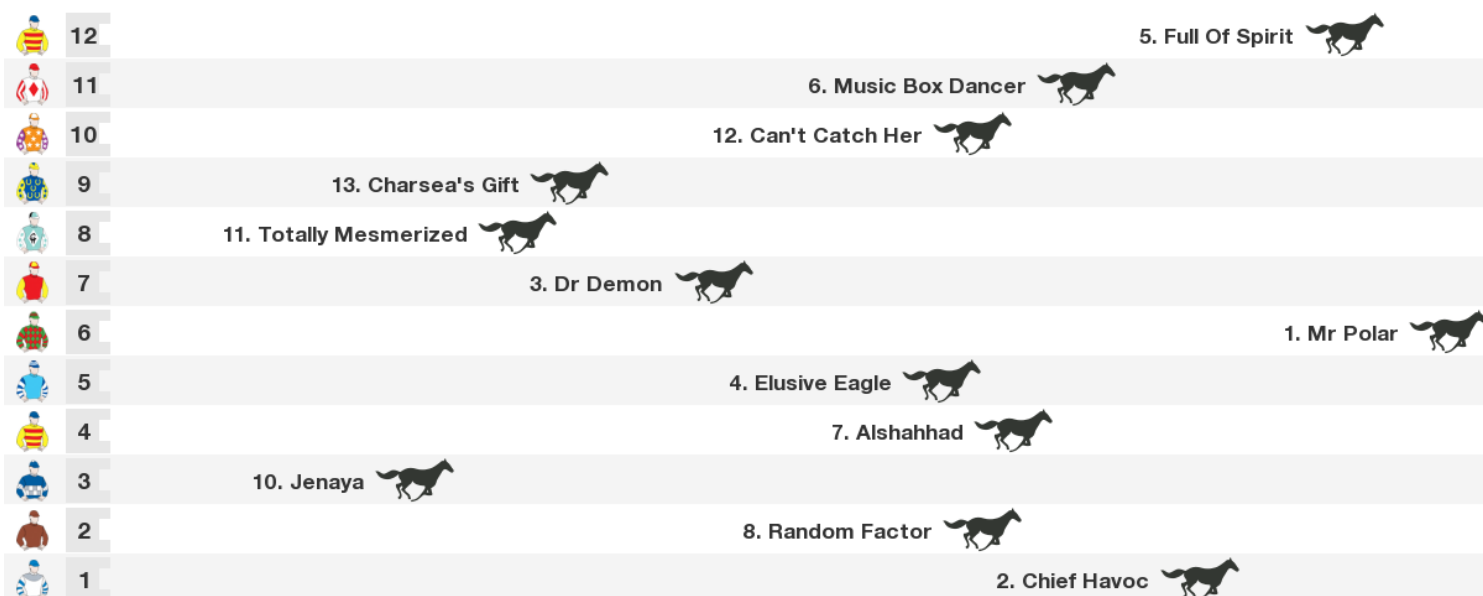 12 5. Full Of Spirit
11 6. Music Box Dancer
10 12. Can't Catch Her
9 13. Charsea's Gift
8 11. Totally Mesmerized
7 3. Dr Demon
6 1. Mr Polar
5 4. Elusive Eagle
4 7. Alshahhad
3 10. Jenaya
2 8. Random Factor
1 2. Chief Havoc